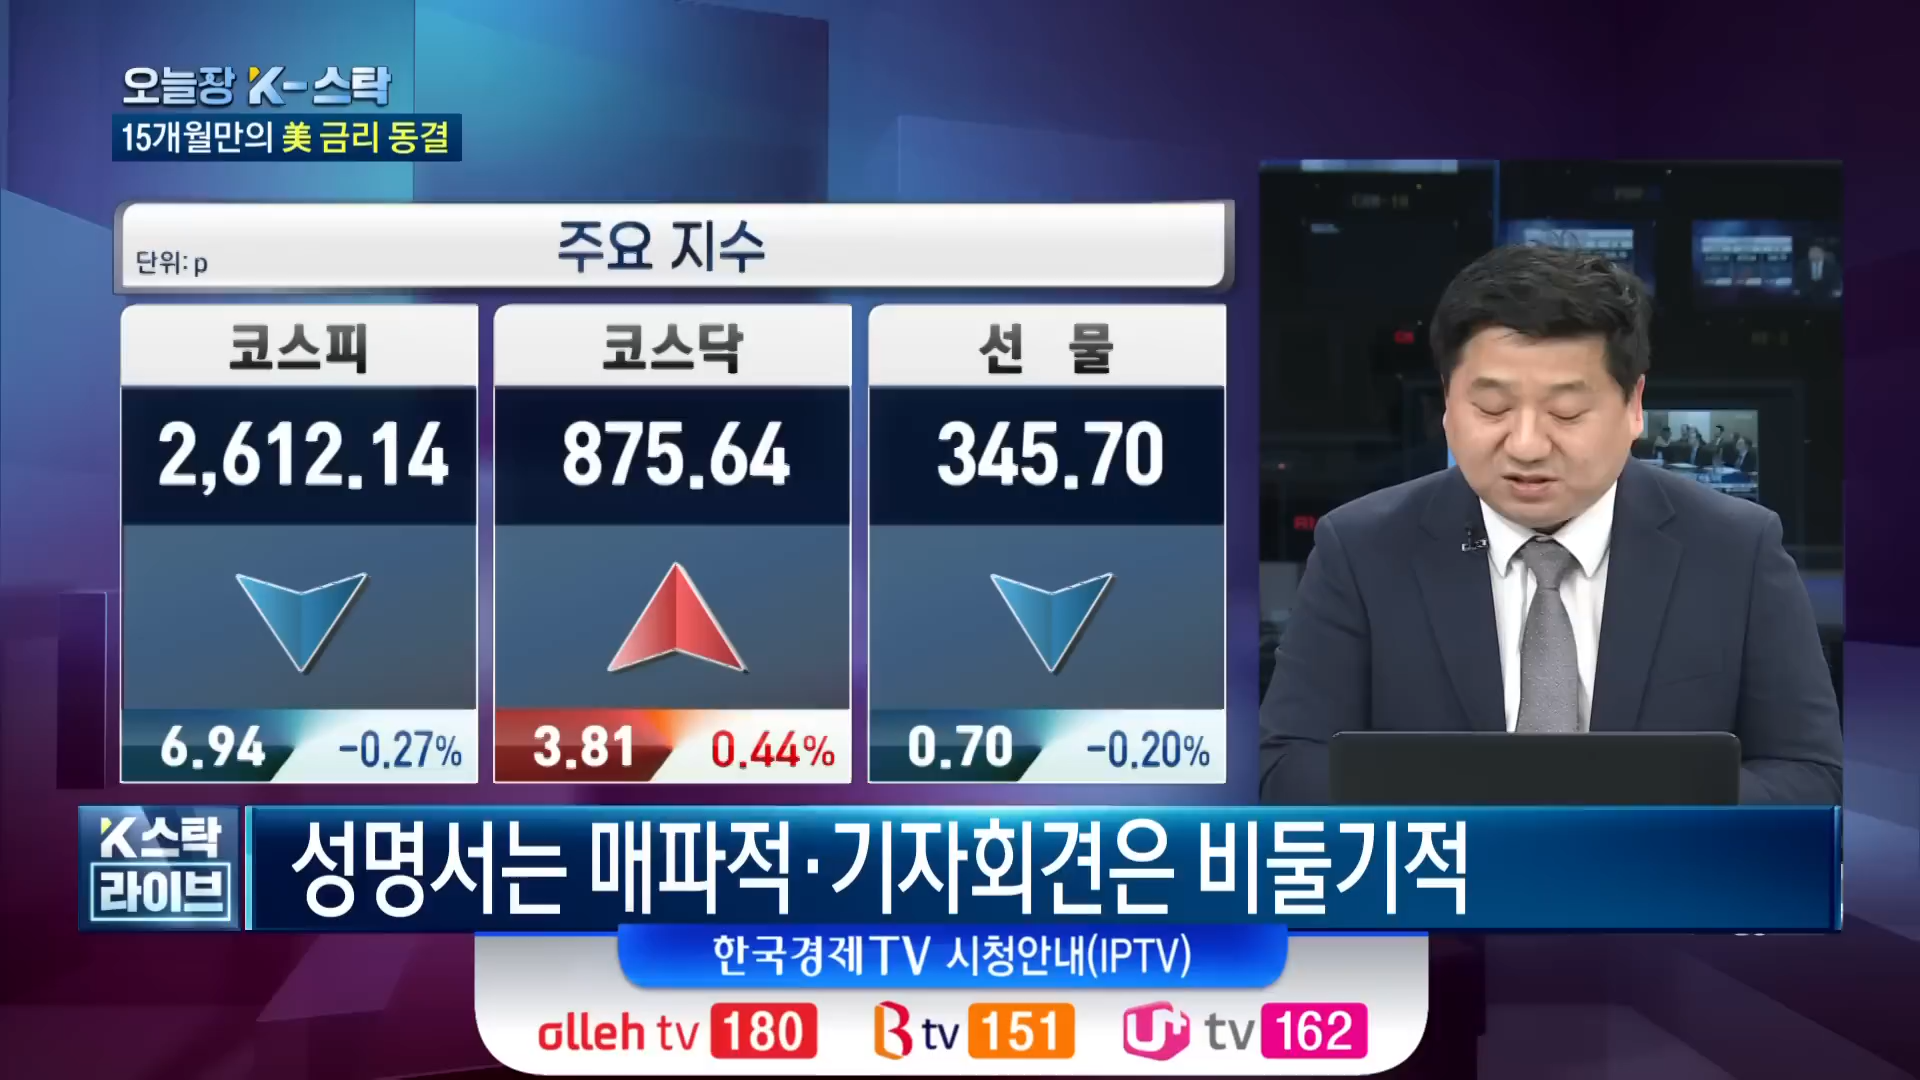 오늘장 K-스탁
15개월만의 美 금리 동결
주요 지수
단위: p
코스피
2,612.14
6.94 -0.27%
코스닥
875.64
3.81 0.44%
선 물
345.70
0.70 -0.20%
K스탁
라이브
성명서는 매파적·기자회견은 비둘기적
한국경제TV 시청안내(IPTV)
olleh tv 180
B tv 151
U+ tv 162